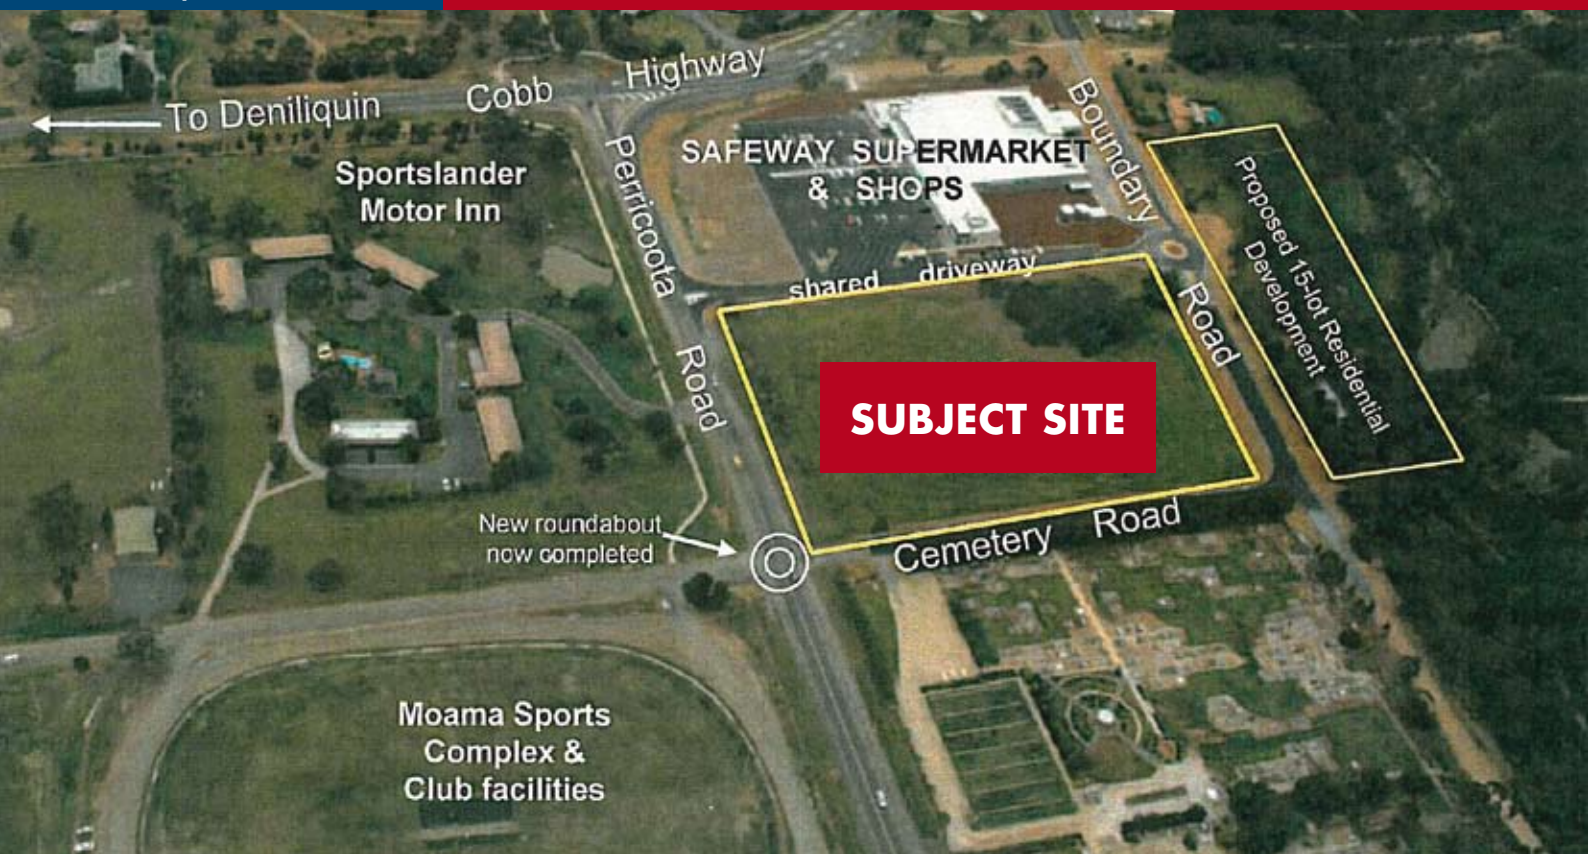 To Deniliquin
Cobb Highway
Sportslander
Motor Inn
Perricoota
Road
SAFEWAY SUPERMARKET
& SHOPS
Boundary
Road
shared driveway
Proposed 15-lot Residential
Development
SUBJECT SITE
New roundabout
now completed
Cemetery Road
Moama Sports
Complex &
Club facilities